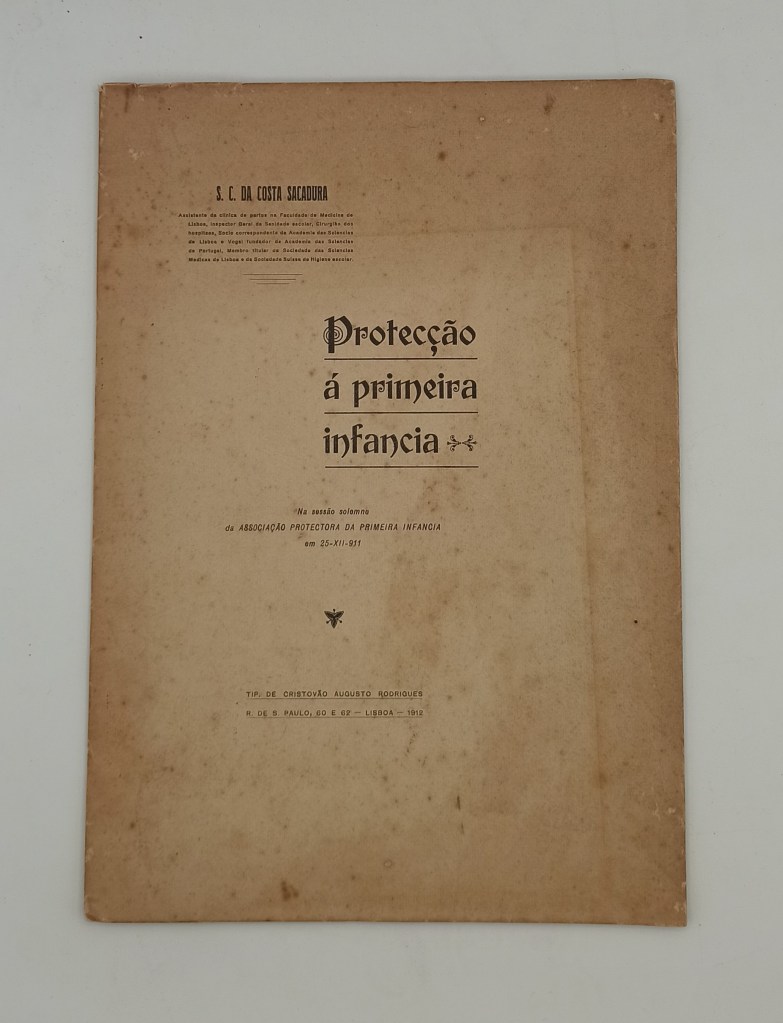 S. C. DA COSTA SACADURA
Assistente da clinica de partos na Faculdade de Medicina de
Lisboa, Inspector Geral da Sanidade escolar, Cirurgião dos
hospitaes, Socio correspondente da Academia das Sciencias
de Lisboa e Vogal fundador da Academia das Sciencias
de Portugal, Membro titular da Sociedade das Sciencias
Medicas de Lisboa e da Sociedade Suissa de Higiene escolar.
Protecção
á primeira
infancia
Na sessão solemne
da ASSOCIAÇÃO PROTECTORA DA PRIMEIRA INFANCIA
em 25-XII-911
TIP. DE CRISTOVÃO AUGUSTO RODRIGUES
R. DE S. PAULO, 60 E 62 — LISBOA — 1912